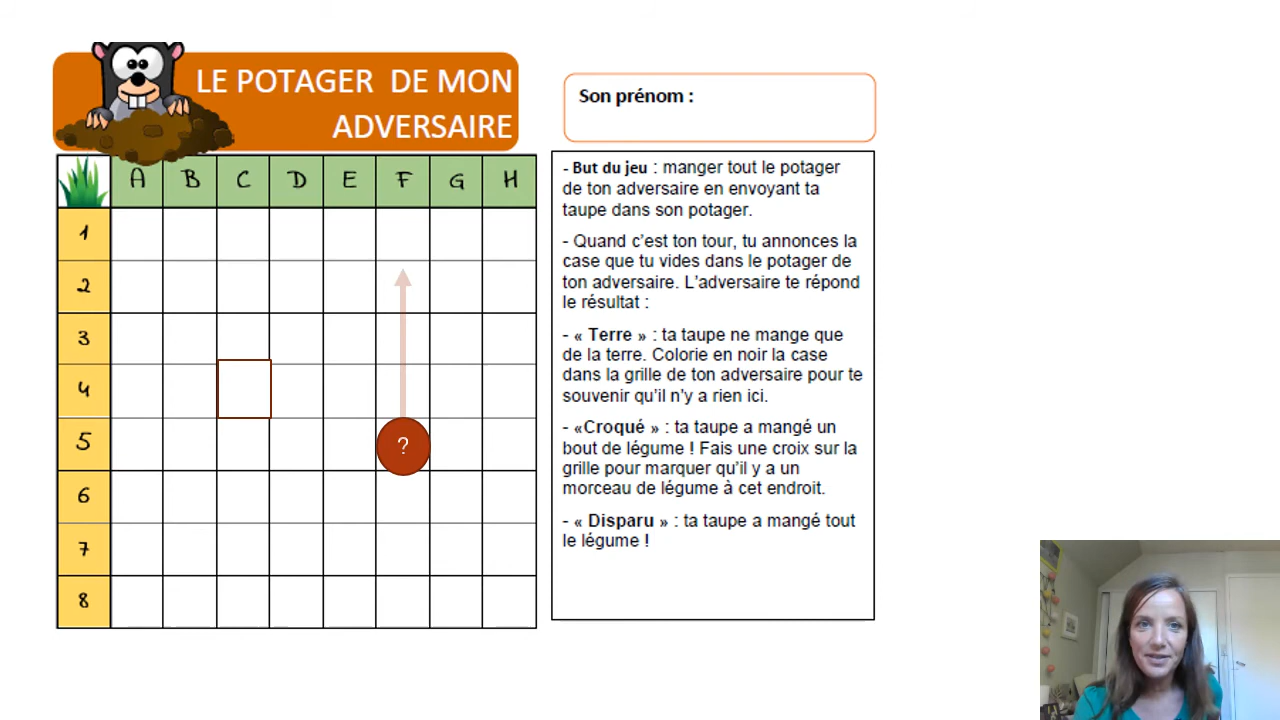 LE POTAGER DE MON
ADVERSAIRE
Son prénom :
A B C D E F G H
1
2
3
4
5 ?
6
7
8
- But du jeu : manger tout le potager
de ton adversaire en envoyant ta
taupe dans son potager.
- Quand c'est ton tour, tu annonces la
case que tu vides dans le potager de
ton adversaire. L'adversaire te répond
le résultat :
- « Terre » : ta taupe ne mange que
de la terre. Colorie en noir la case
dans la grille de ton adversaire pour te
souvenir qu'il n'y a rien ici.
- «Croqué » : ta taupe a mangé un
bout de légume ! Fais une croix sur la
grille pour marquer qu'il y a un
morceau de légume à cet endroit.
- « Disparu » : ta taupe a mangé tout
le légume !